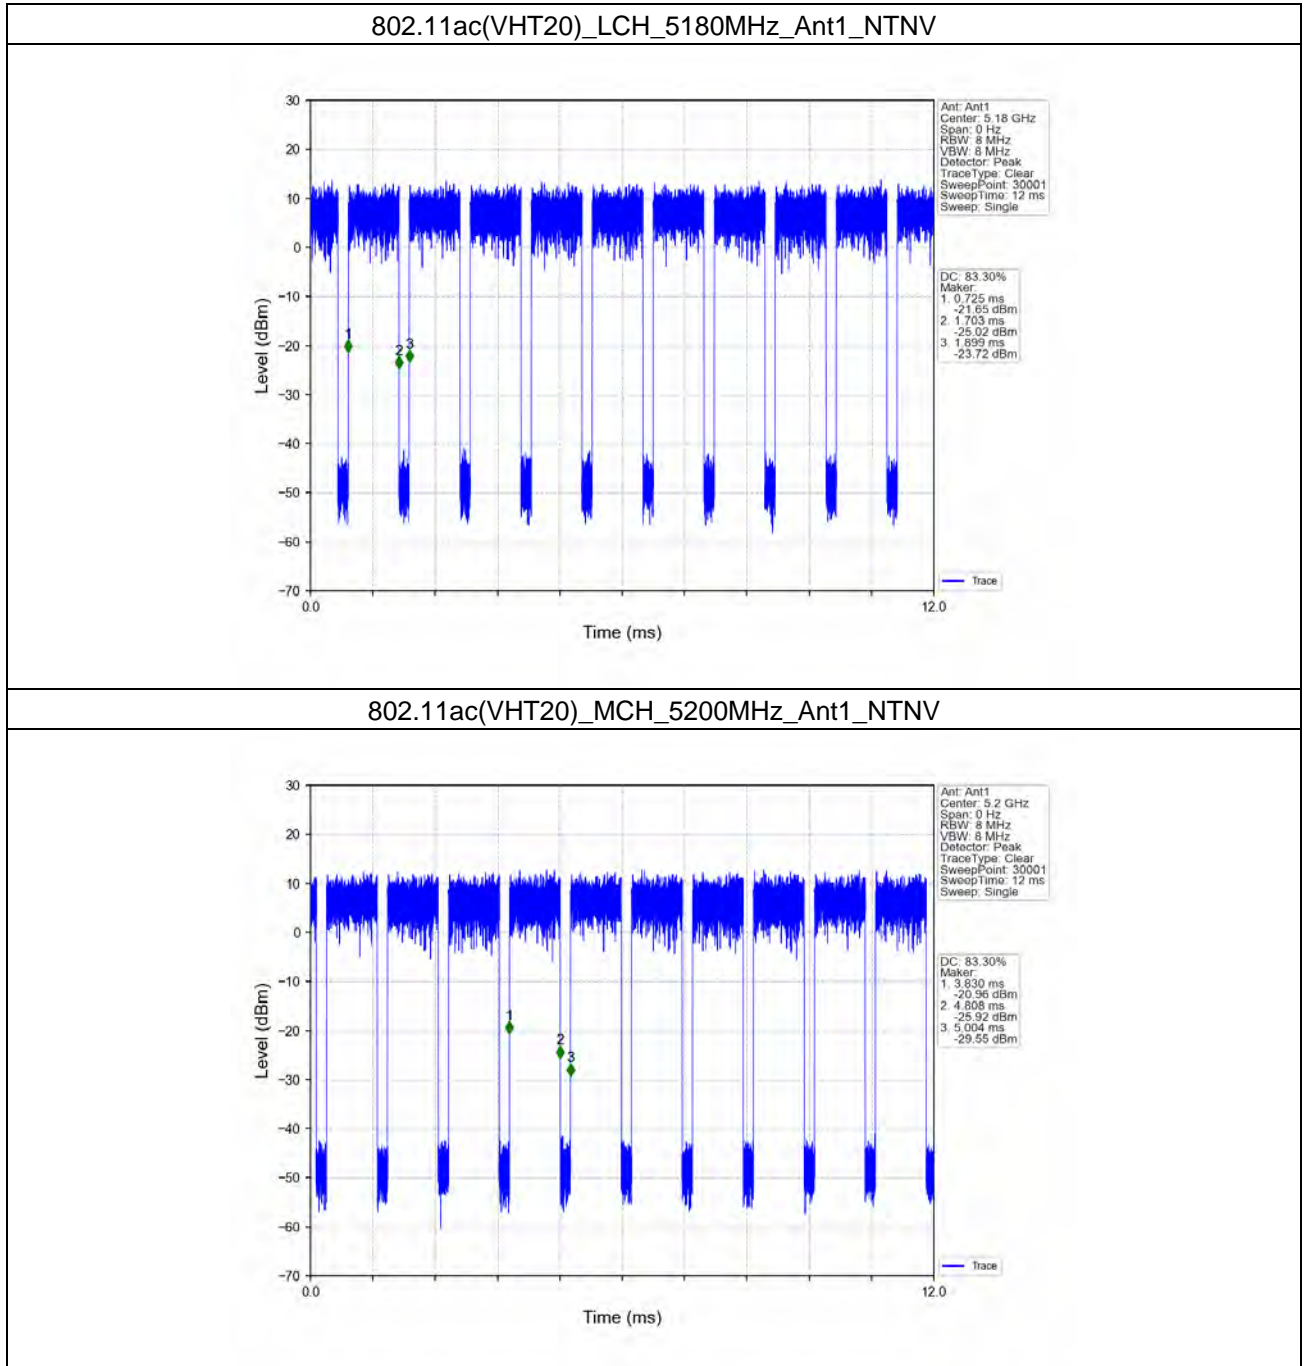 802.11ac(VHT20)_LCH_5180MHz_Ant1_NTNV
30
20
10
0
−10
−20
−30
−40
−50
−60
−70
Level (dBm)
1
2
3
0.0
12.0
Time (ms)
Ant: Ant1
Center: 5.18 GHz
Span: 0 Hz
RBW: 8 MHz
VBW: 8 MHz
Detector: Peak
TraceType: Clear
SweepPoint: 30001
SweepTime: 12 ms
Sweep: Single
DC: 83.30%
Maker:
1. 0.725 ms
-21.65 dBm
2. 1.703 ms
-25.02 dBm
3. 1.899 ms
-23.72 dBm
Trace
802.11ac(VHT20)_MCH_5200MHz_Ant1_NTNV
30
20
10
0
−10
−20
−30
−40
−50
−60
−70
Level (dBm)
1
2
3
0.0
12.0
Time (ms)
Ant: Ant1
Center: 5.2 GHz
Span: 0 Hz
RBW: 8 MHz
VBW: 8 MHz
Detector: Peak
TraceType: Clear
SweepPoint: 30001
SweepTime: 12 ms
Sweep: Single
DC: 83.30%
Maker:
1. 3.830 ms
-20.96 dBm
2. 4.808 ms
-25.92 dBm
3. 5.004 ms
-29.55 dBm
Trace